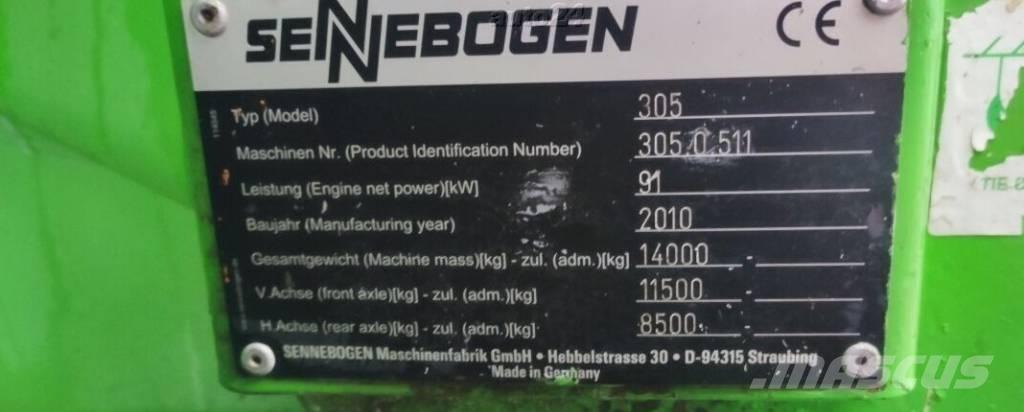 SENNEBOGEN CE
Typ (Model) 305
Maschinen Nr. (Product Identification Number) 305.0.511
Leistung (Engine net power)[kW] 91
Baujahr (Manufacturing year) 2010
Gesamtgewicht (Machine mass)[kg] - zul. (adm.)[kg] 14000 -
V.Achse (front axle)[kg] - zul. (adm.)[kg] 11500 -
H.Achse (rear axle)[kg] - zul. (adm.)[kg] 8500 -
SENNEBOGEN Maschinenfabrik GmbH • Hebbelstrasse 30 • D-94315 Straubing
Made in Germany
MASCUS